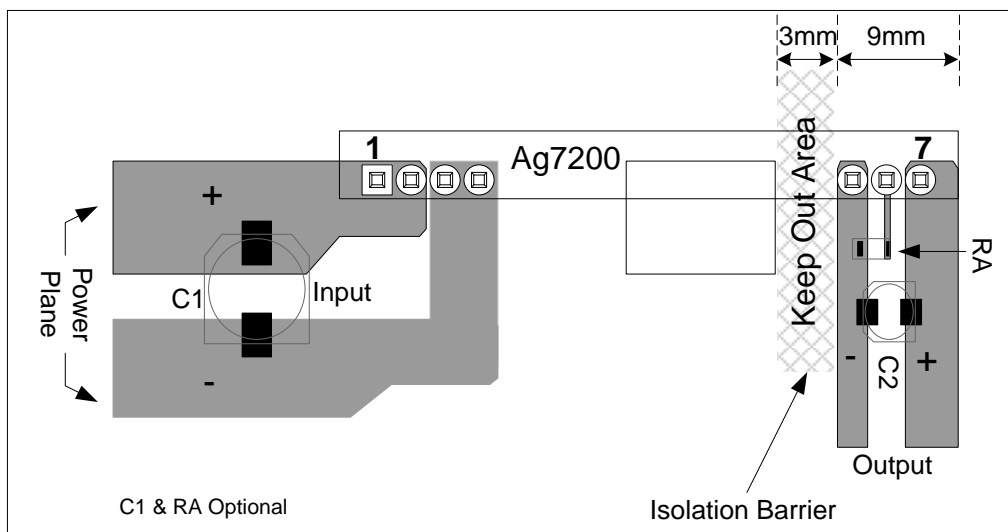 3mm
9mm
1
Ag7200
7
+
Keep Out Area
RA
Power
Plane
C1
Input
-
-
C2
+
Output
C1 & RA Optional
Isolation Barrier